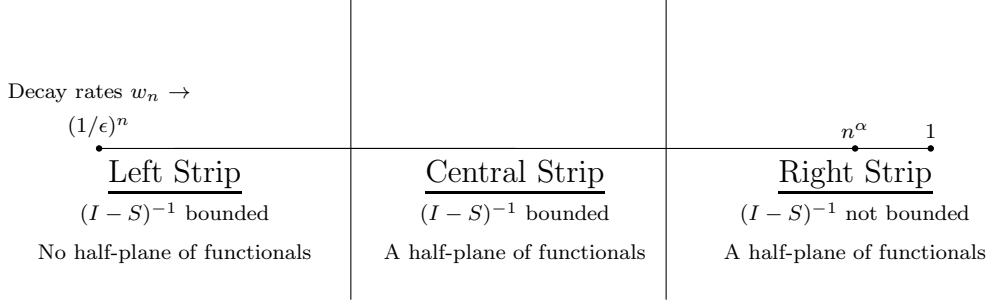 Decay rates wₙ →
(1/ϵ)ⁿ
n^α
1
Left Strip
Central Strip
Right Strip
(I − S)⁻¹ bounded
(I − S)⁻¹ bounded
(I − S)⁻¹ not bounded
No half-plane of functionals
A half-plane of functionals
A half-plane of functionals